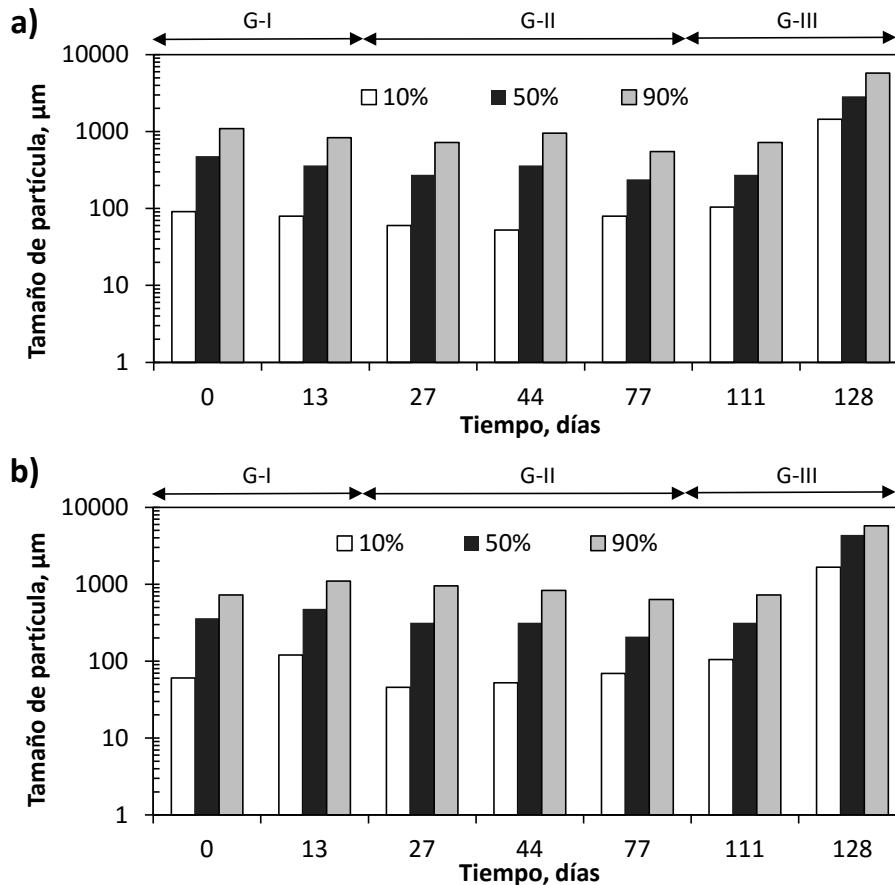 a)
G-I G-II G-III
10000
1000
100
10
1
10% 50% 90%
Tamaño de partícula, µm
0 13 27 44 77 111 128
Tiempo, días
b)
G-I G-II G-III
10000
1000
100
10
1
10% 50% 90%
Tamaño de partícula, µm
0 13 27 44 77 111 128
Tiempo, días